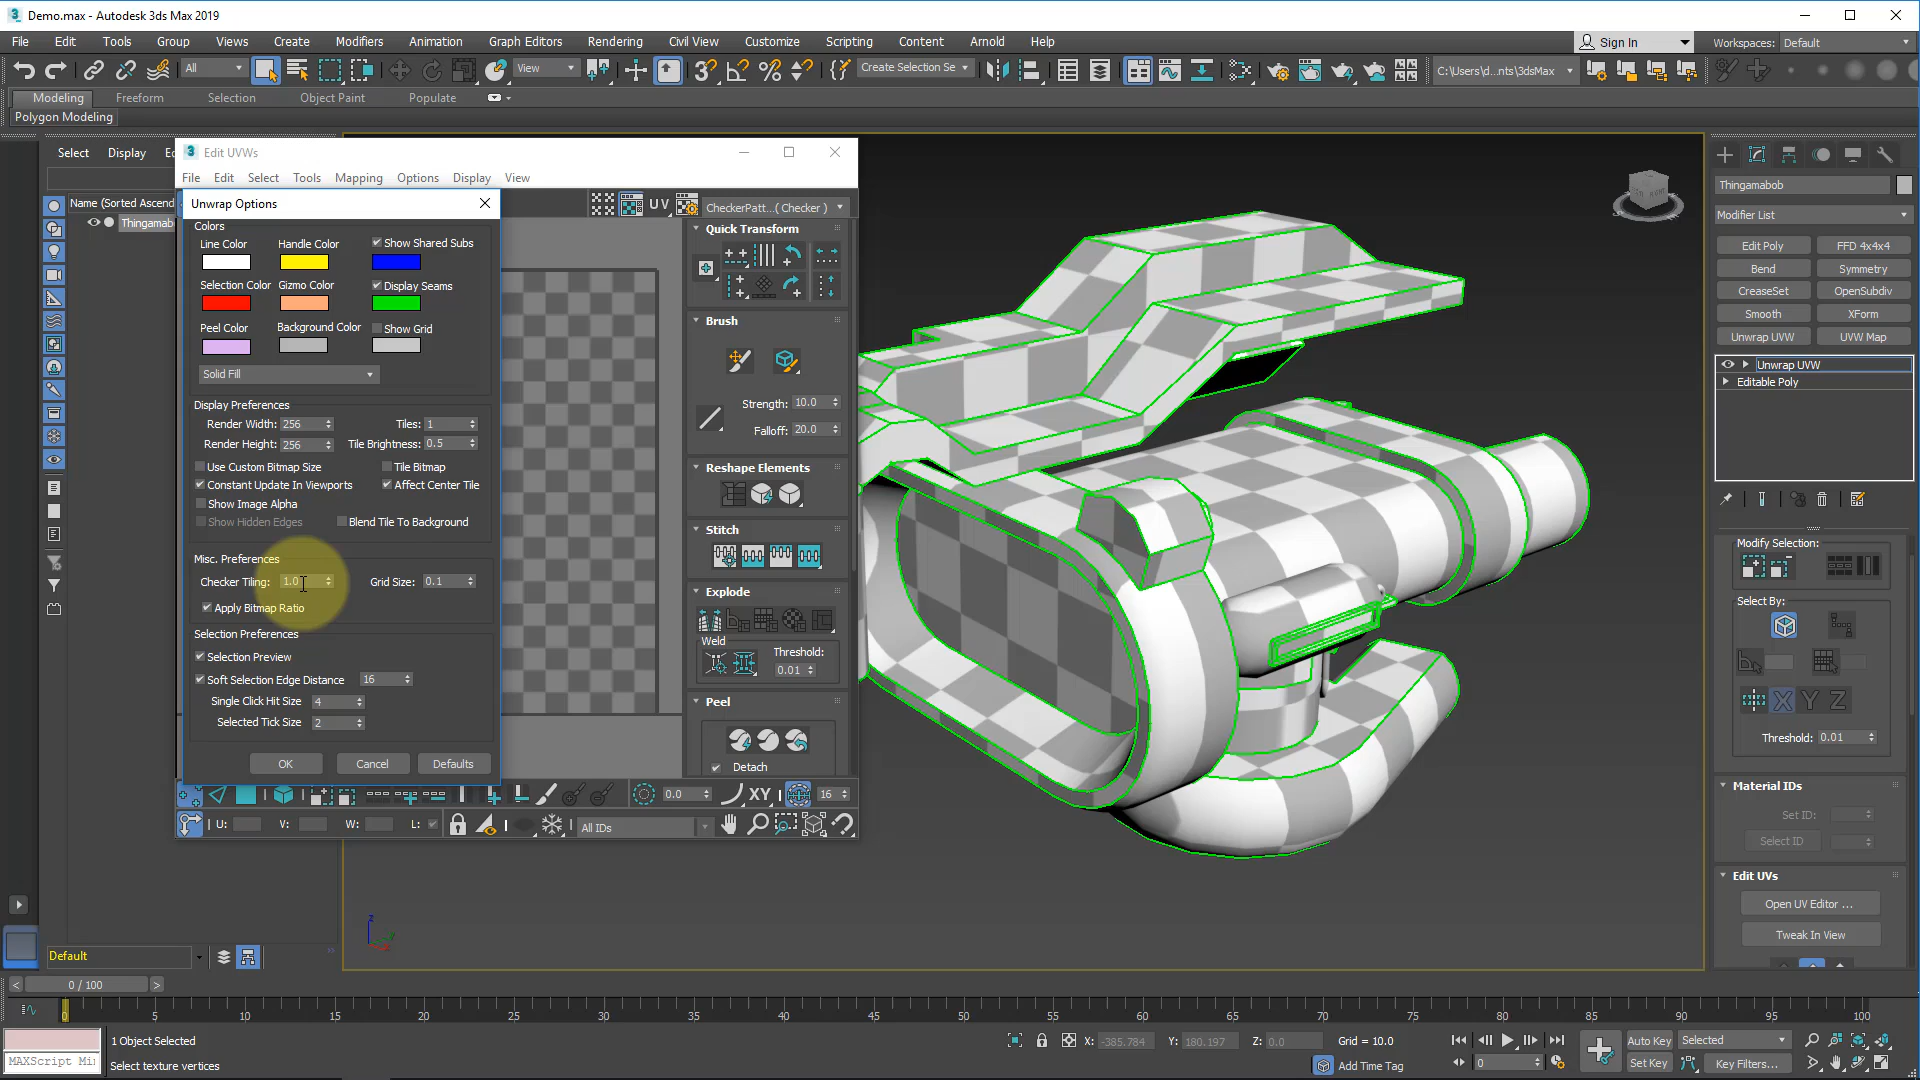 Demo.max - Autodesk 3ds Max 2019
File Edit Tools Group Views Create Modifiers Animation Graph Editors Rendering Civil View Customize Scripting Content Arnold Help
Sign In
Workspaces: Default
All
View
Create Selection Se
C:\Users\d...nts\3dsMax
Modeling Freeform Selection Object Paint Populate
Polygon Modeling
Select Display
Name (Sorted Ascend
Thingamab
Edit UVWs
File Edit Select Tools Mapping Options Display View
UV
CheckerPatt...( Checker )
Unwrap Options
Colors
Line Color Handle Color Show Shared Subs
Selection Color Gizmo Color Display Seams
Peel Color Background Color Show Grid
Solid Fill
Display Preferences
Render Width: 256 Tiles: 1
Render Height: 256 Tile Brightness: 0.5
Use Custom Bitmap Size Tile Bitmap
Constant Update In Viewports Affect Center Tile
Show Image Alpha
Show Hidden Edges Blend Tile To Background
Misc. Preferences
Checker Tiling: 1.0 Grid Size: 0.1
Apply Bitmap Ratio
Selection Preferences
Selection Preview
Soft Selection Edge Distance 16
Single Click Hit Size 4
Selected Tick Size 2
OK Cancel Defaults
Quick Transform
Brush
Strength: 10.0
Falloff: 20.0
Reshape Elements
Stitch
Explode
Weld
Threshold:
0.01
Peel
Detach
0.0 XY 16
U: V: W: L: All IDs
Thingamabob
Modifier List
Edit Poly FFD 4x4x4
Bend Symmetry
CreaseSet OpenSubdiv
Smooth XForm
Unwrap UVW UVW Map
Unwrap UVW
Editable Poly
Modify Selection:
Select By:
X Y Z
Threshold: 0.01
Material IDs
Set ID:
Select ID
Edit UVs
Open UV Editor ...
Tweak In View
Default
< 0 / 100 >
0 5 10 15 20 25 30 35 40 45 50 55 60 65 70 75 80 85 90 95 100
1 Object Selected
MAXScript Mi
Select texture vertices
X: -385.784 Y: 180.197 Z: 0.0 Grid = 10.0
Add Time Tag
0
Auto Key Selected
Set Key Key Filters...